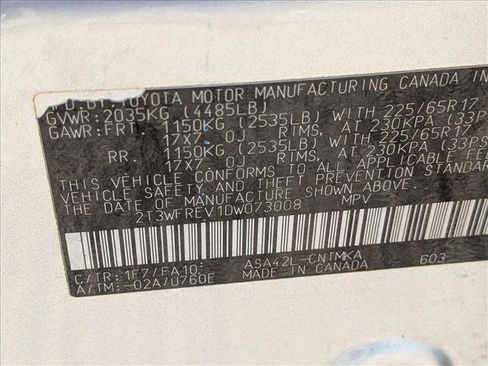 BY: TOYOTA MOTOR MANUFACTURING CANADA IN
GVWR: 2035KG (4485LB)
GAWR: FRT. 1150KG (2535LB) WITH 225/65R17
17X7. 0J RIMS, AT 230KPA (33P
RR. 1150KG (2535LB) WITH 225/65R17
17X7. 0J RIMS, AT 230KPA (33PS
THIS VEHICLE CONFORMS TO ALL APPLICABLE FE
VEHICLE SAFETY AND THEFT PREVENTION STANDAR
EFFECT ON THE DATE OF MANUFACTURE SHOWN ABOVE.
2T3WFREV1DW073008 MPV
C/TR: 1F7/FA10 ASA42L-CNTMKA
A/TM: -02A/U760E MADE IN CANADA 603